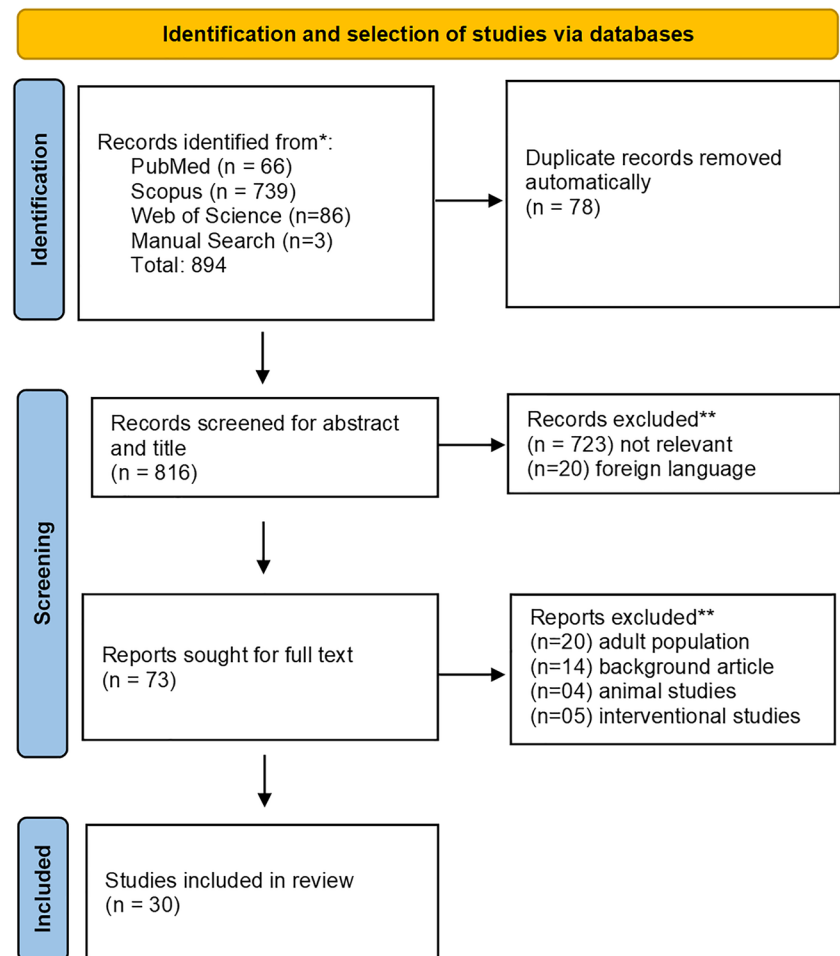 Identification and selection of studies via databases
Identification
Records identified from*:
PubMed (n = 66)
Scopus (n = 739)
Web of Science (n=86)
Manual Search (n=3)
Total: 894
Duplicate records removed
automatically
(n = 78)
Screening
Records screened for abstract
and title
(n = 816)
Records excluded**
(n = 723) not relevant
(n=20) foreign language
Reports sought for full text
(n = 73)
Reports excluded**
(n=20) adult population
(n=14) background article
(n=04) animal studies
(n=05) interventional studies
Included
Studies included in review
(n = 30)